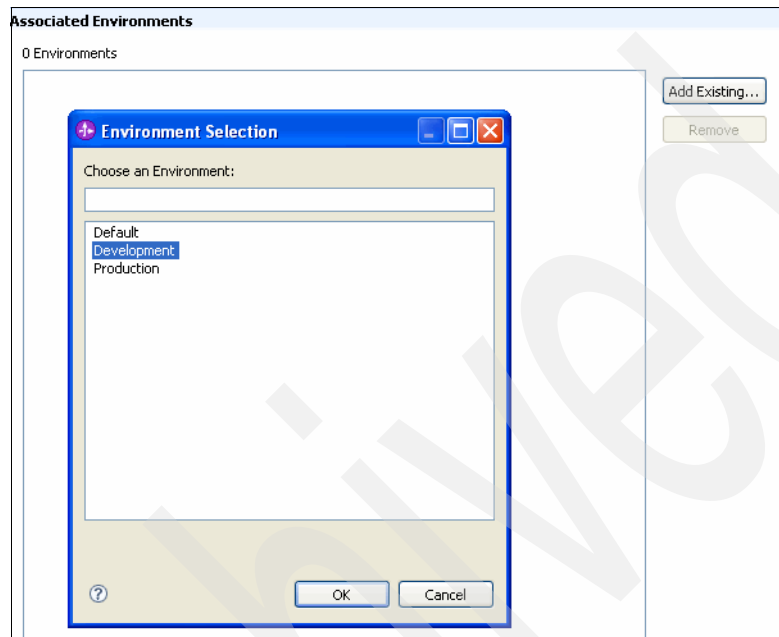 Associated Environments
0 Environments
Add Existing...
Remove
Environment Selection
Choose an Environment:
Default
Development
Production
?
OK
Cancel